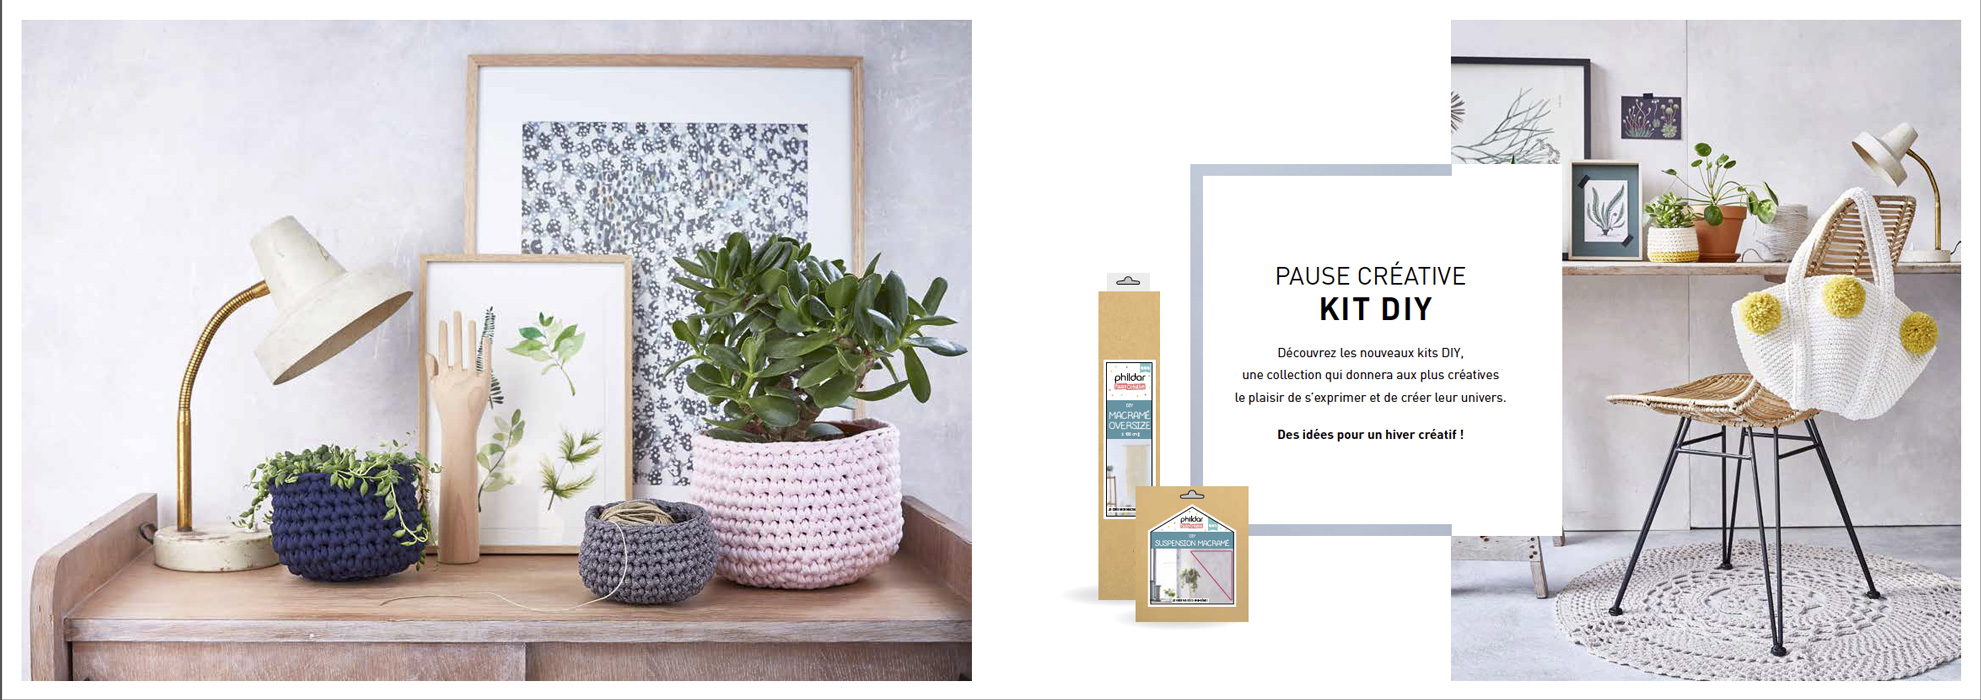 PAUSE CRÉATIVE
KIT DIY
Découvrez les nouveaux kits DIY,
une collection qui donnera aux plus créatives
le plaisir de s'exprimer et de créer leur univers.
Des idées pour un hiver créatif !
phildar
DIY
MACRAMÉ
OVERSIZE
phildar
DIY
SUSPENSION MACRAMÉ